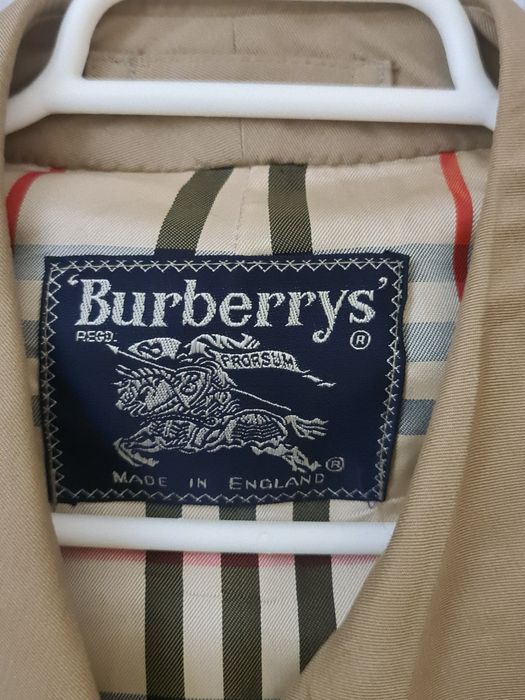 'Burberrys'
®
REGD.
PRORSUM
MADE IN ENGLAND
®